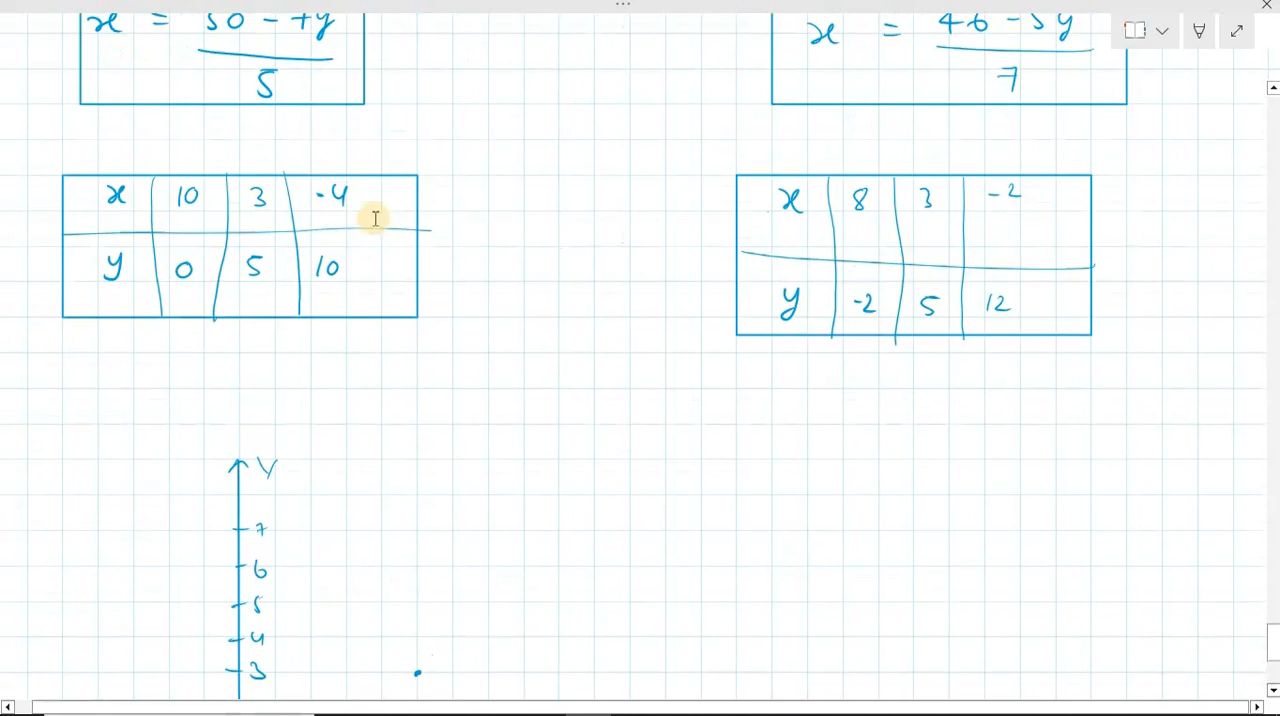 x = 50 - 7y
5
x = 46 - 5y
7
x 10 3 -4
y 0 5 10
x 8 3 -2
y -2 5 12
Y
7
6
5
4
3